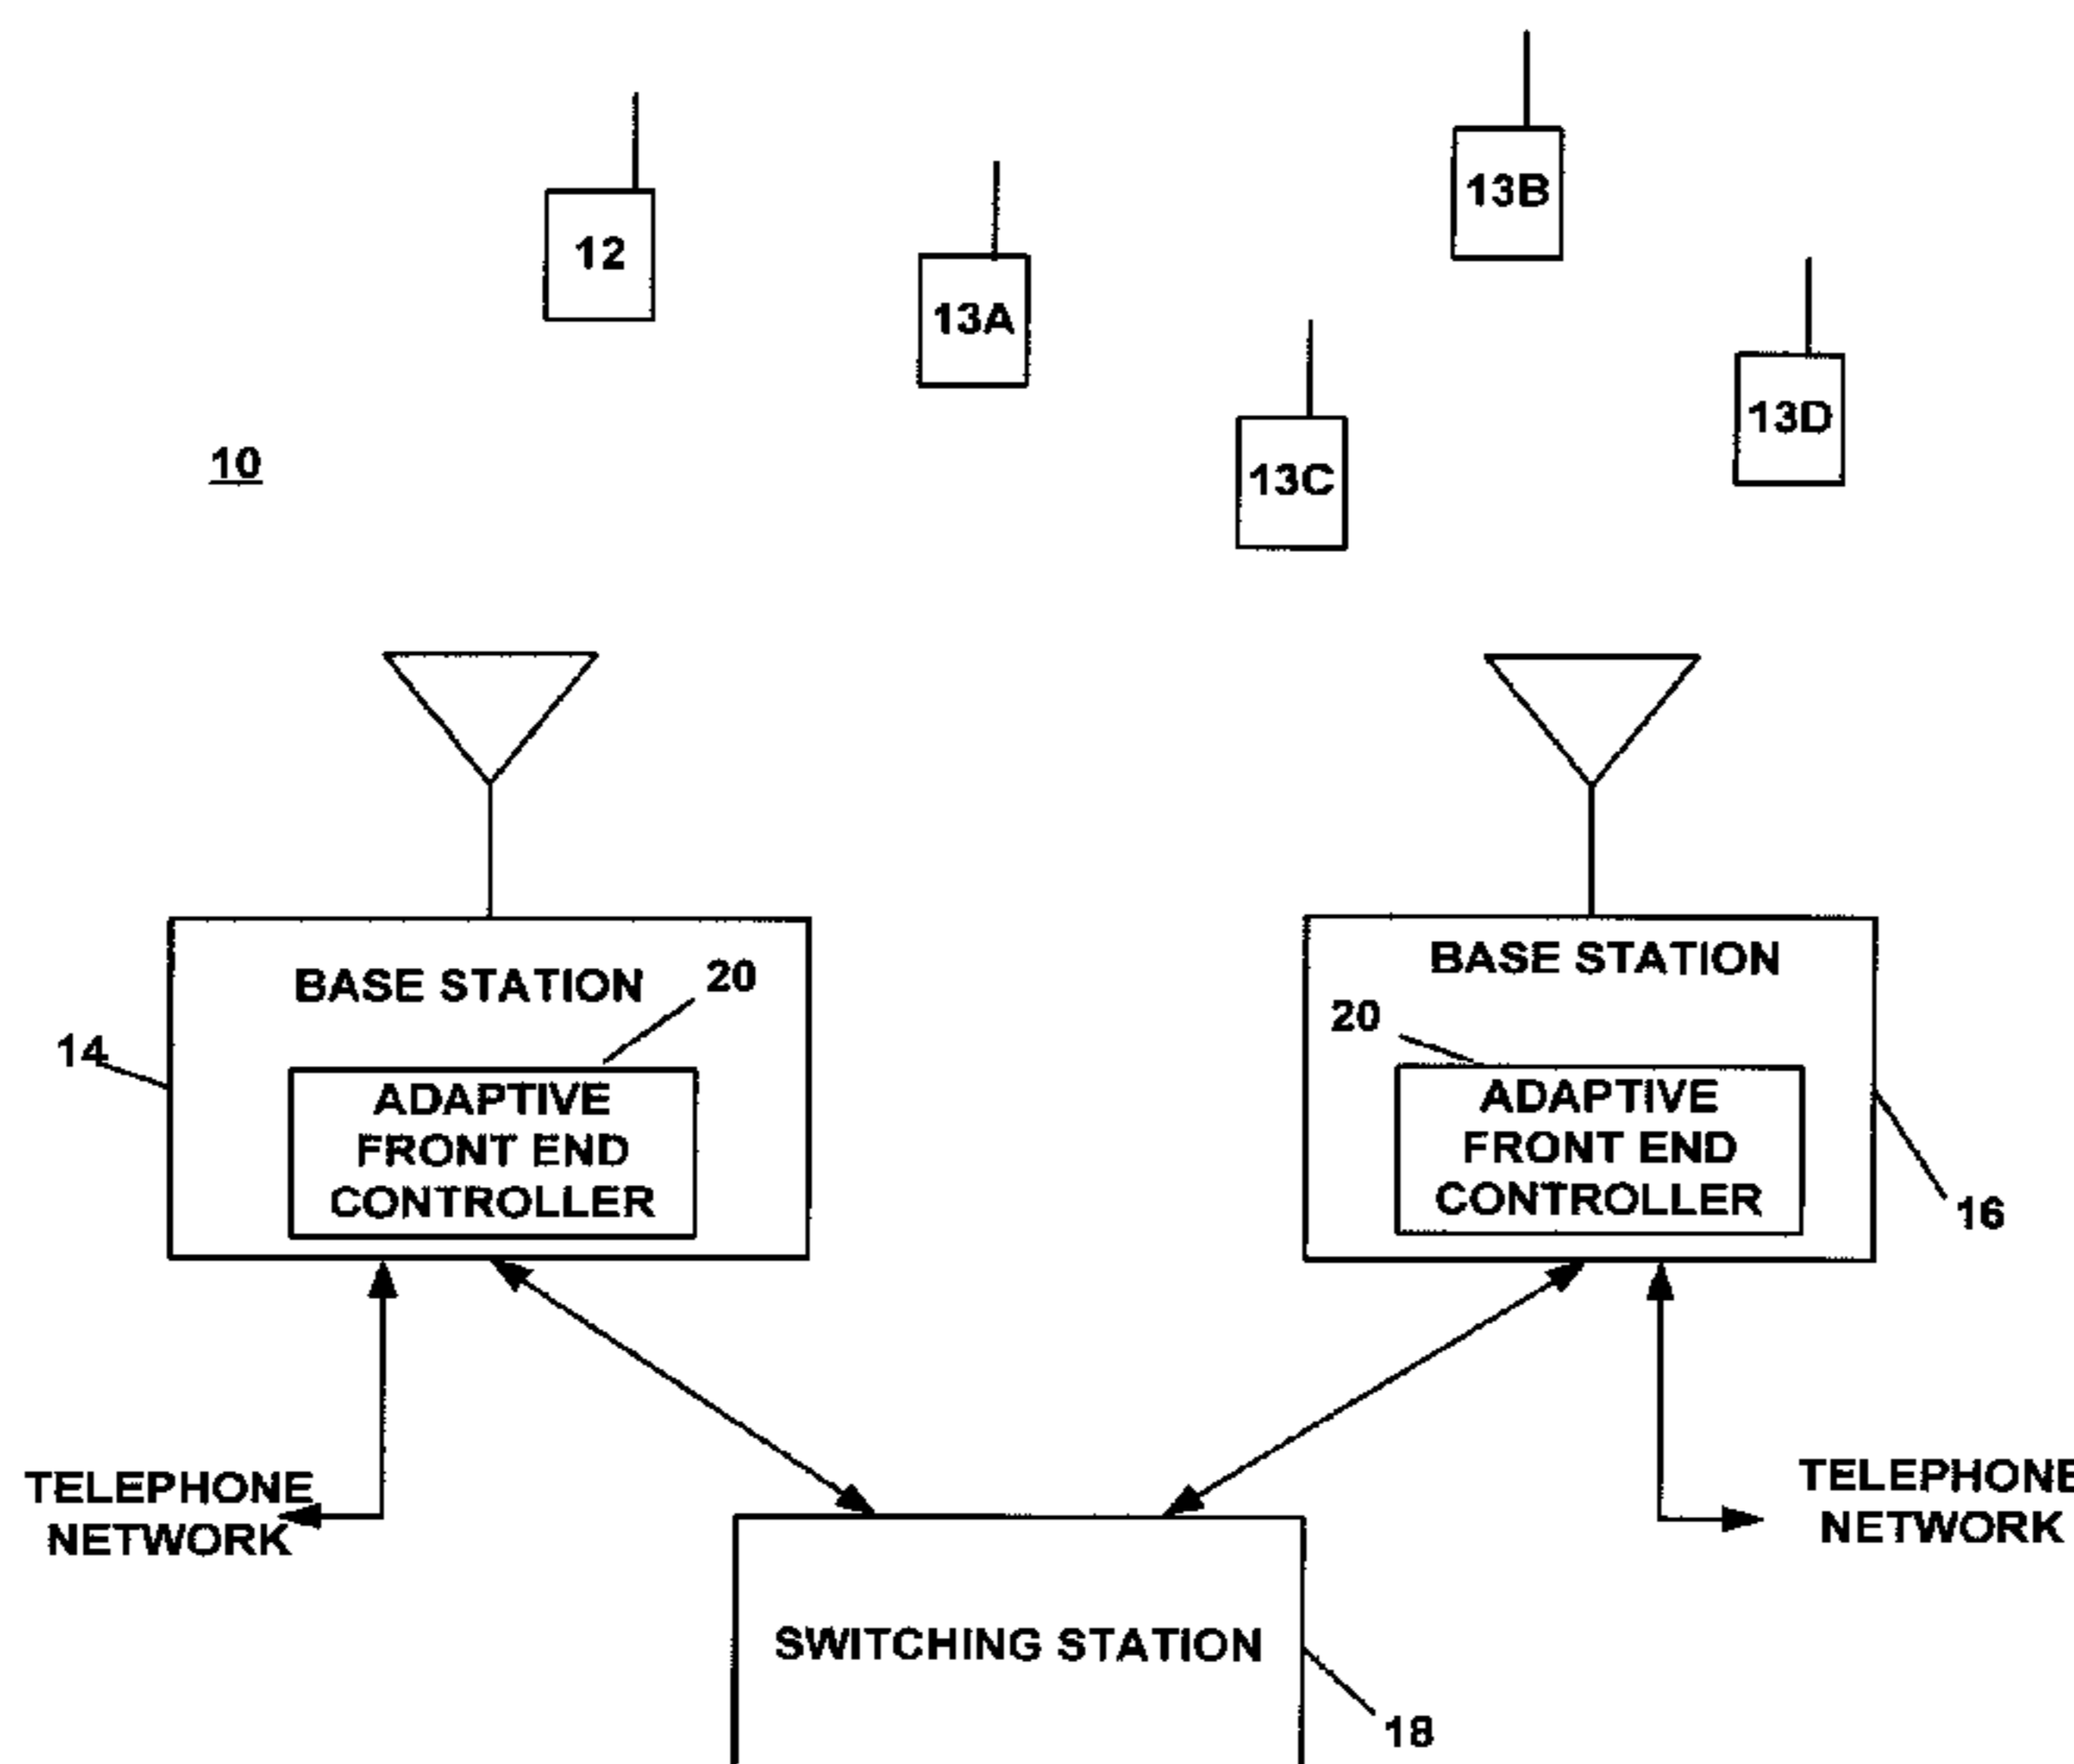 13B
12
13A
13D
10
13C
BASE STATION
20
BASE STATION
20
14
ADAPTIVE
FRONT END
CONTROLLER
ADAPTIVE
FRONT END
CONTROLLER
16
TELEPHONE
NETWORK
TELEPHONE
NETWORK
SWITCHING STATION
18